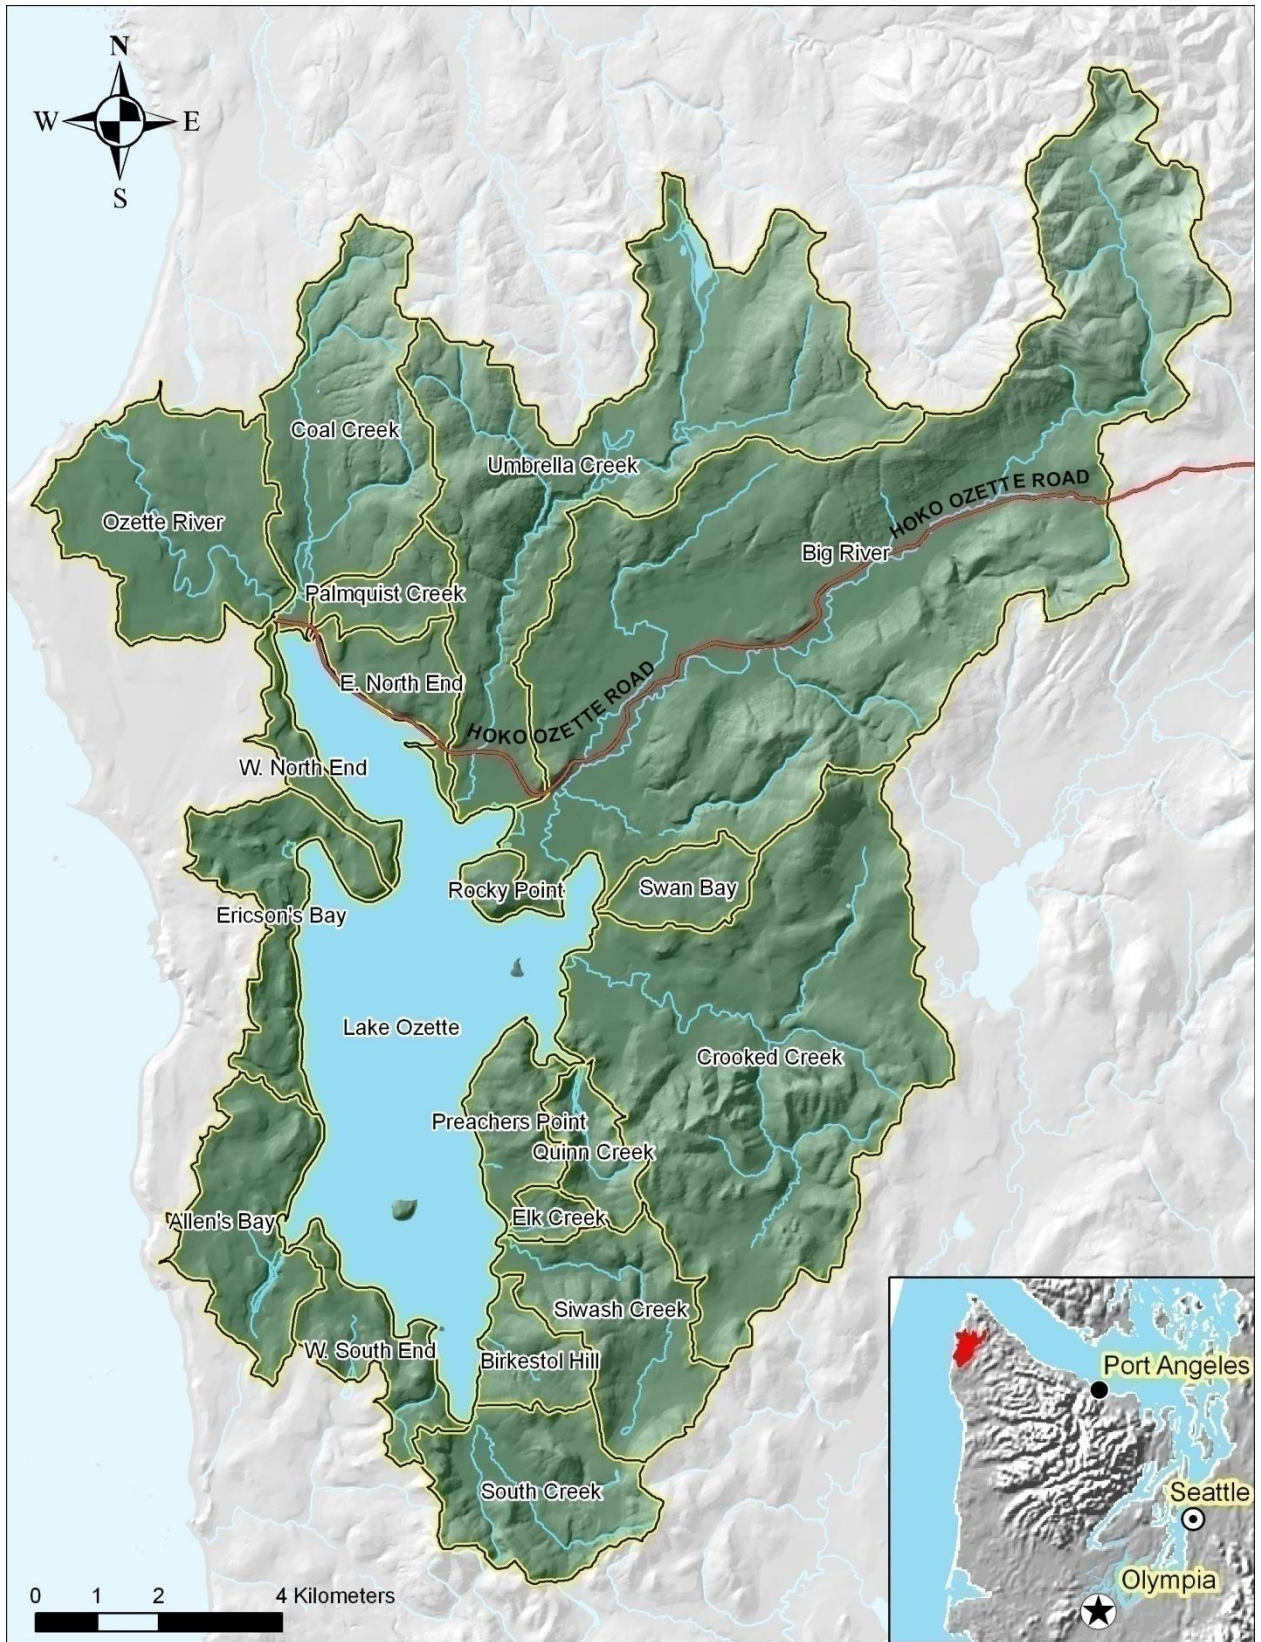 N
W E
S
Coal Creek
Umbrella Creek
HOKO OZETTE ROAD
Ozette River
Big River
Palmquist Creek
E. North End
HOKO OZETTE ROAD
W. North End
Rocky Point
Swan Bay
Ericson's Bay
Lake Ozette
Crooked Creek
Preachers Point
Quinn Creek
Elk Creek
Allen's Bay
Siwash Creek
W. South End
Birkestol Hill
South Creek
Port Angeles
Seattle
Olympia
0 1 2 4 Kilometers